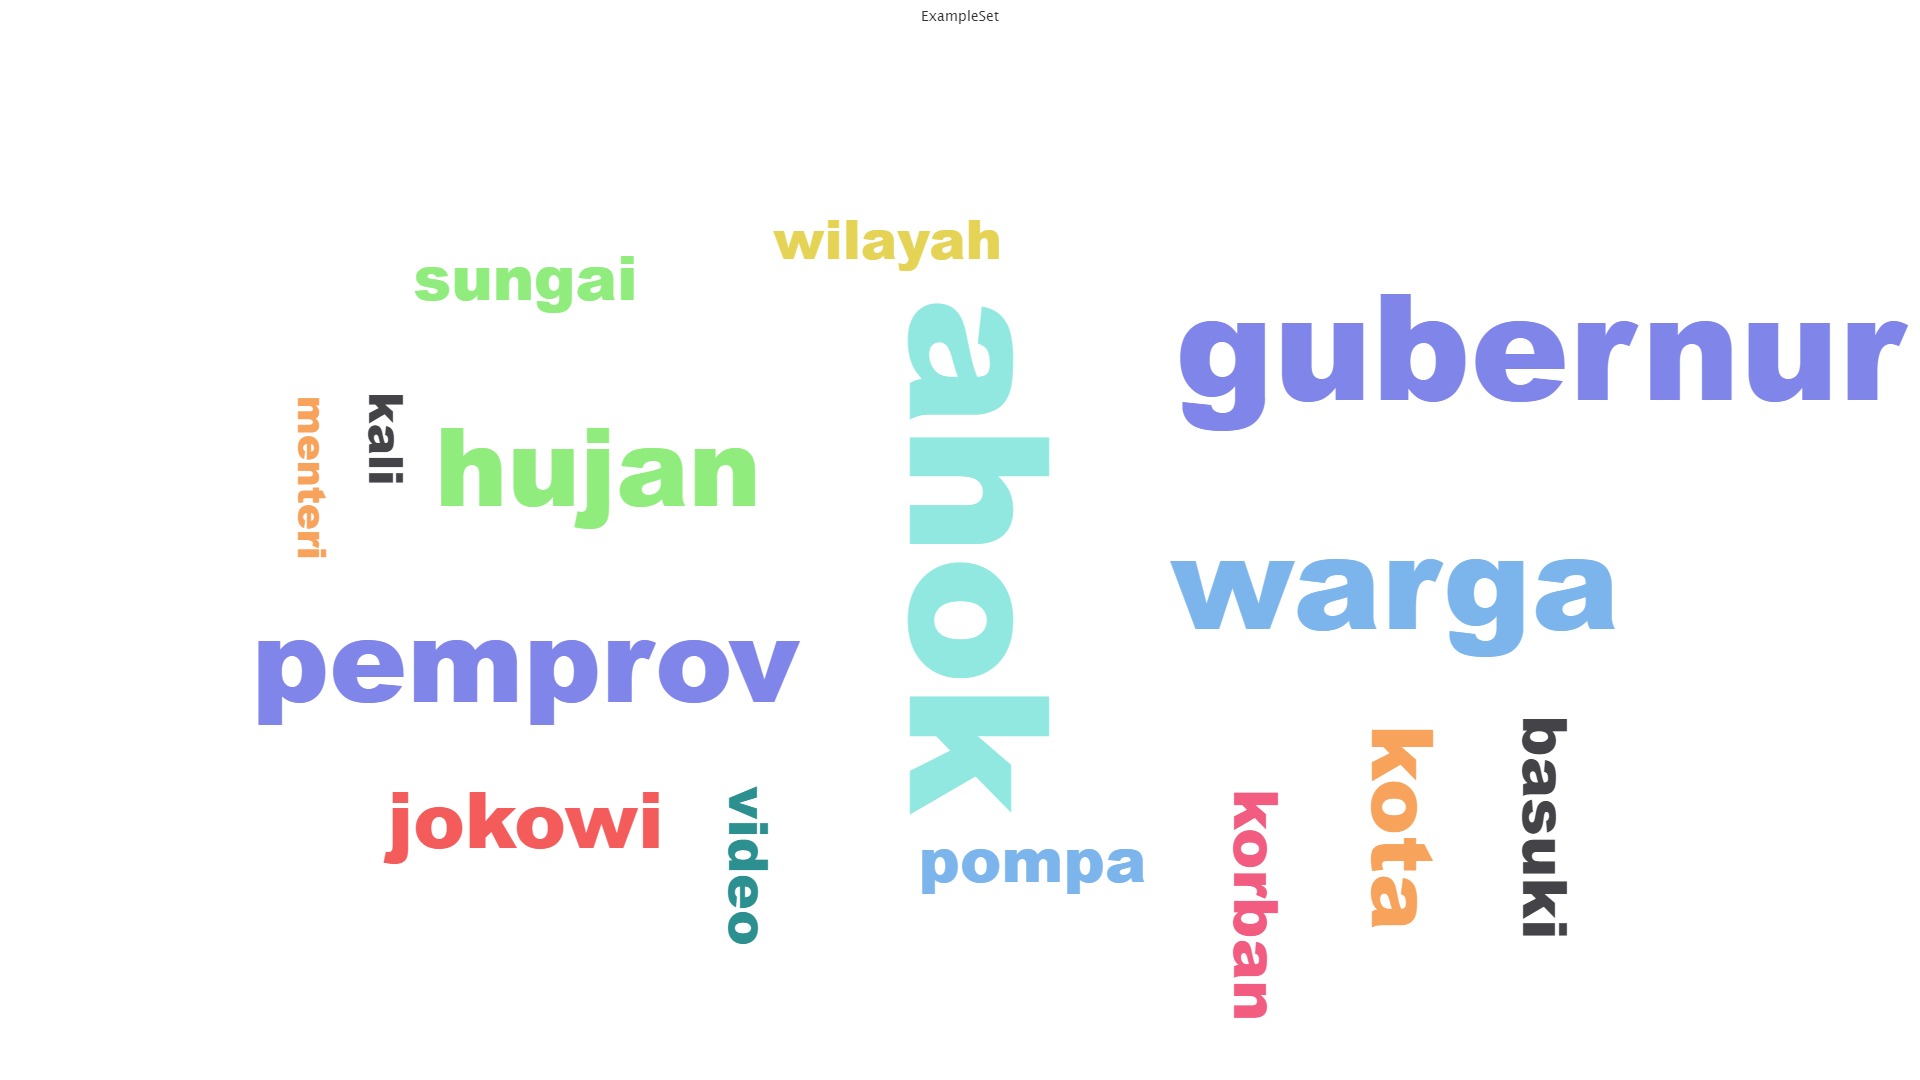 ExampleSet
wilayah
sungai
ahok
gubernur
menteri
kali
hujan
warga
pemprov
basuki
kota
jokowi
video
pompa
korban